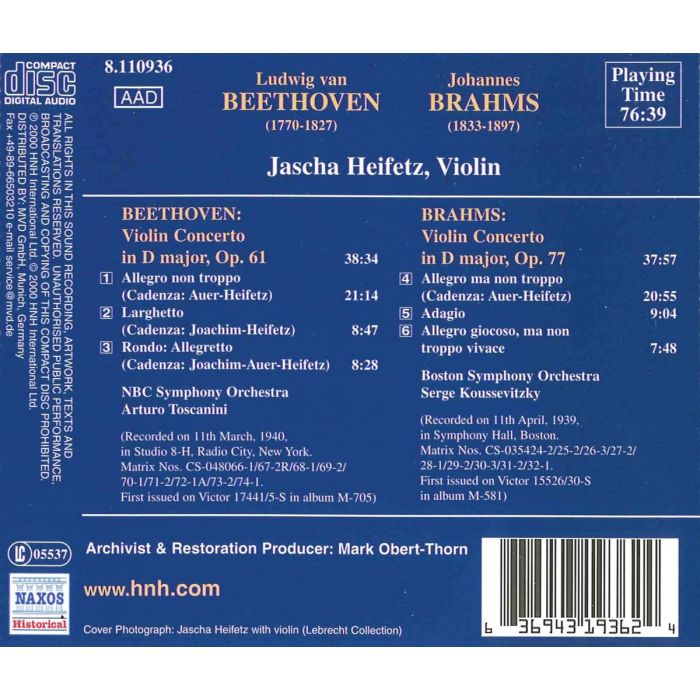 COMPACT
disc
DIGITAL AUDIO
8.110936
AAD
Ludwig van
BEETHOVEN
(1770-1827)
Johannes
BRAHMS
(1833-1897)
Playing
Time
76:39
Jascha Heifetz, Violin
BEETHOVEN:
Violin Concerto
in D major, Op. 61 38:34
1 Allegro non troppo
(Cadenza: Auer-Heifetz) 21:14
2 Larghetto
(Cadenza: Joachim-Heifetz) 8:47
3 Rondo: Allegretto
(Cadenza: Joachim-Auer-Heifetz) 8:28
NBC Symphony Orchestra
Arturo Toscanini
(Recorded on 11th March, 1940,
in Studio 8-H, Radio City, New York.
Matrix Nos. CS-048066-1/67-2R/68-1/69-2/
70-1/71-2/72-1A/73-2/74-1.
First issued on Victor 17441/5-S in album M-705)
BRAHMS:
Violin Concerto
in D major, Op. 77 37:57
4 Allegro ma non troppo
(Cadenza: Auer-Heifetz) 20:55
5 Adagio 9:04
6 Allegro giocoso, ma non
troppo vivace 7:48
Boston Symphony Orchestra
Serge Koussevitzky
(Recorded on 11th April, 1939,
in Symphony Hall, Boston.
Matrix Nos. CS-035424-2/25-2/26-3/27-2/
28-1/29-2/30-3/31-2/32-1.
First issued on Victor 15526/30-S
in album M-581)
ALL RIGHTS IN THIS SOUND RECORDING, ARTWORK, TEXTS AND
TRANSLATIONS RESERVED. UNAUTHORISED PUBLIC PERFORMANCE,
BROADCASTING AND COPYING OF THIS COMPACT DISC PROHIBITED.
℗ 2000 HNH International Ltd. © 2000 HNH International Ltd.
DISTRIBUTED BY: MVD GmbH, Munich, Germany
Fax +49-89-66503210 e-mail service@mvd.de
LC 05537
Archivist & Restoration Producer: Mark Obert-Thorn
NAXOS
Historical
www.hnh.com
Cover Photograph: Jascha Heifetz with violin (Lebrecht Collection)
6 36943 19362 4